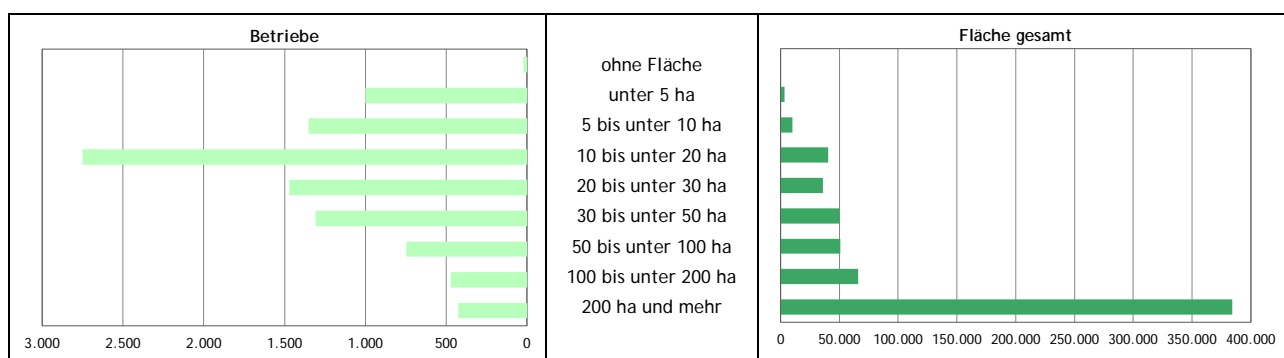 Betriebe
3.000 2.500 2.000 1.500 1.000 500 0
ohne Fläche
unter 5 ha
5 bis unter 10 ha
10 bis unter 20 ha
20 bis unter 30 ha
30 bis unter 50 ha
50 bis unter 100 ha
100 bis unter 200 ha
200 ha und mehr
Fläche gesamt
0 50.000 100.000 150.000 200.000 250.000 300.000 350.000 400.000